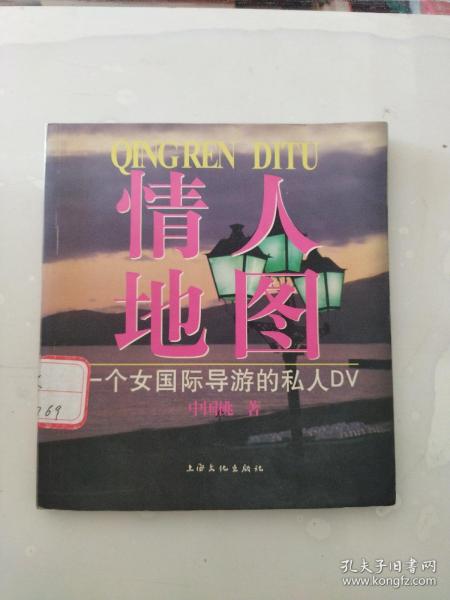 QINGREN DITU
情人
地图
一个女国际导游的私人DV
中国桃 著
上海文化出版社
769
孔夫子旧书网
www.kongfz.com